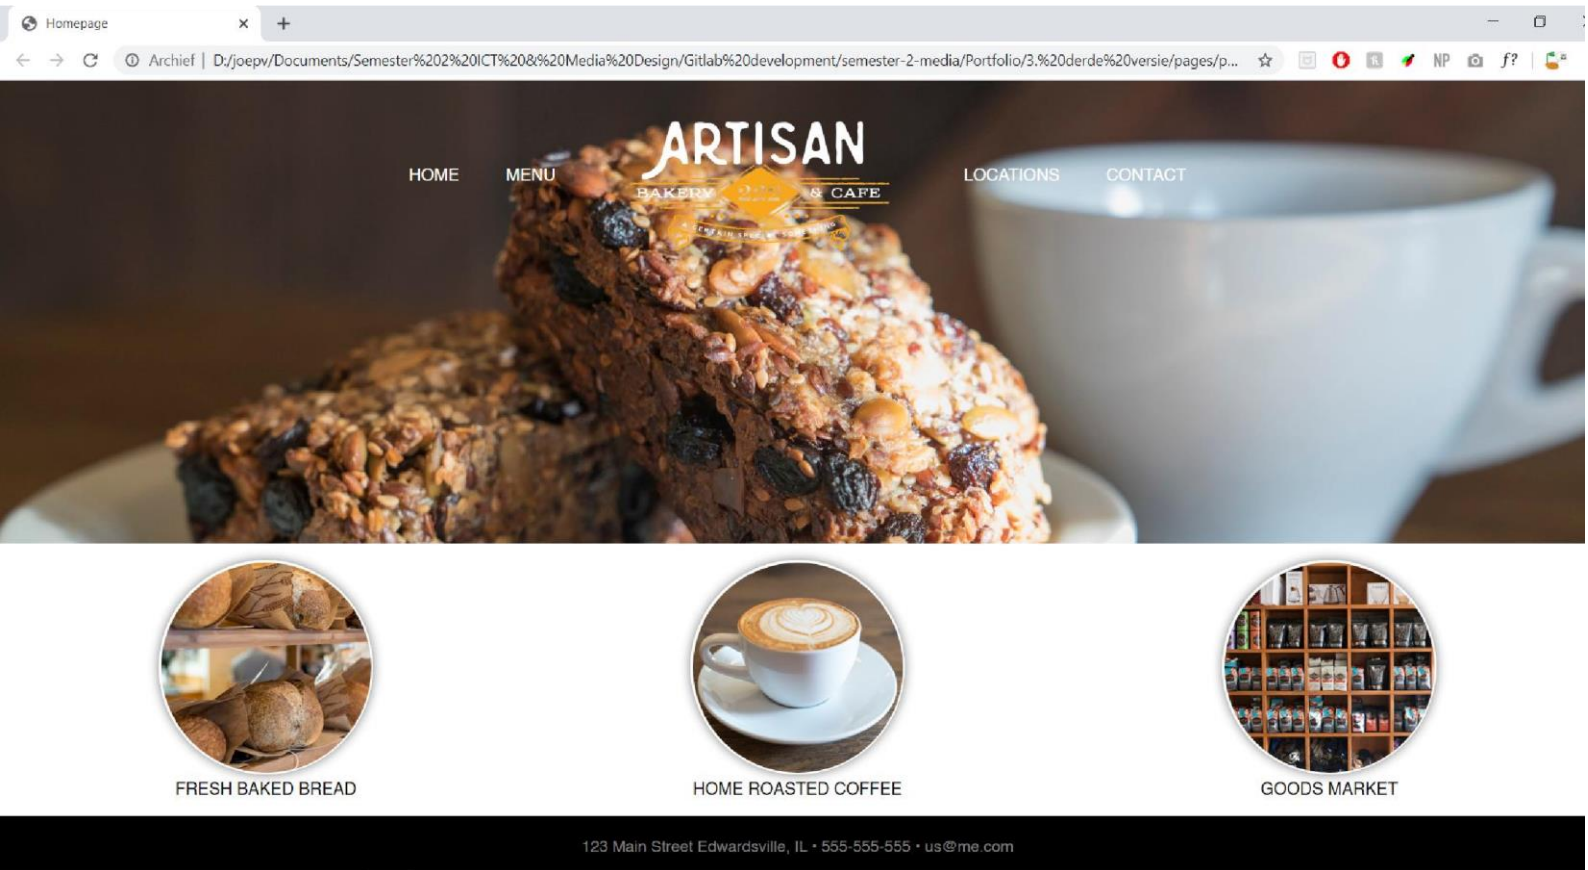 Homepage
Archief | D:/joepv/Documents/Semester%202%20ICT%20&%20Media%20Design/Gitlab%20development/semester-2-media/Portfolio/3.%20derde%20versie/pages/p...
NP
f?
HOME
MENU
ARTISAN
BAKERY & CAFE
A CERTAIN
LOCATIONS
CONTACT
FRESH BAKED BREAD
HOME ROASTED COFFEE
GOODS MARKET
123 Main Street Edwardsville, IL • 555-555-555 • us@me.com